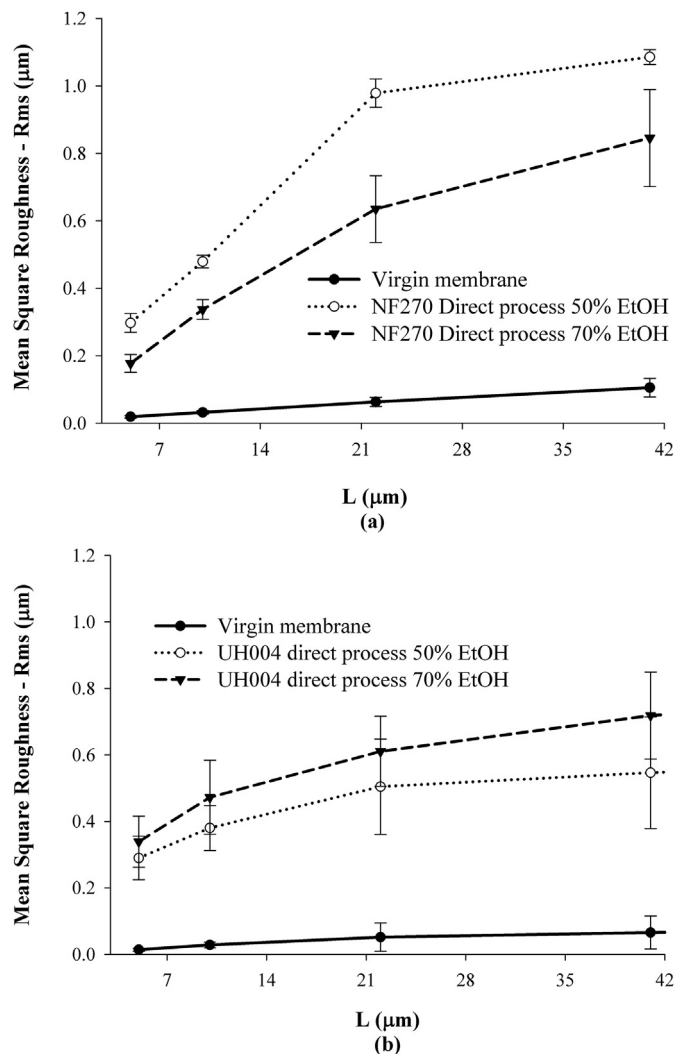 Mean Square Roughness - Rms (μm)
1.2
1.0
0.8
0.6
0.4
0.2
0.0
Virgin membrane
NF270 Direct process 50% EtOH
NF270 Direct process 70% EtOH
7 14 21 28 35 42
L (μm)
(a)
Mean Square Roughness - Rms (μm)
1.2
1.0
0.8
0.6
0.4
0.2
0.0
Virgin membrane
UH004 direct process 50% EtOH
UH004 direct process 70% EtOH
7 14 21 28 35 42
L (μm)
(b)